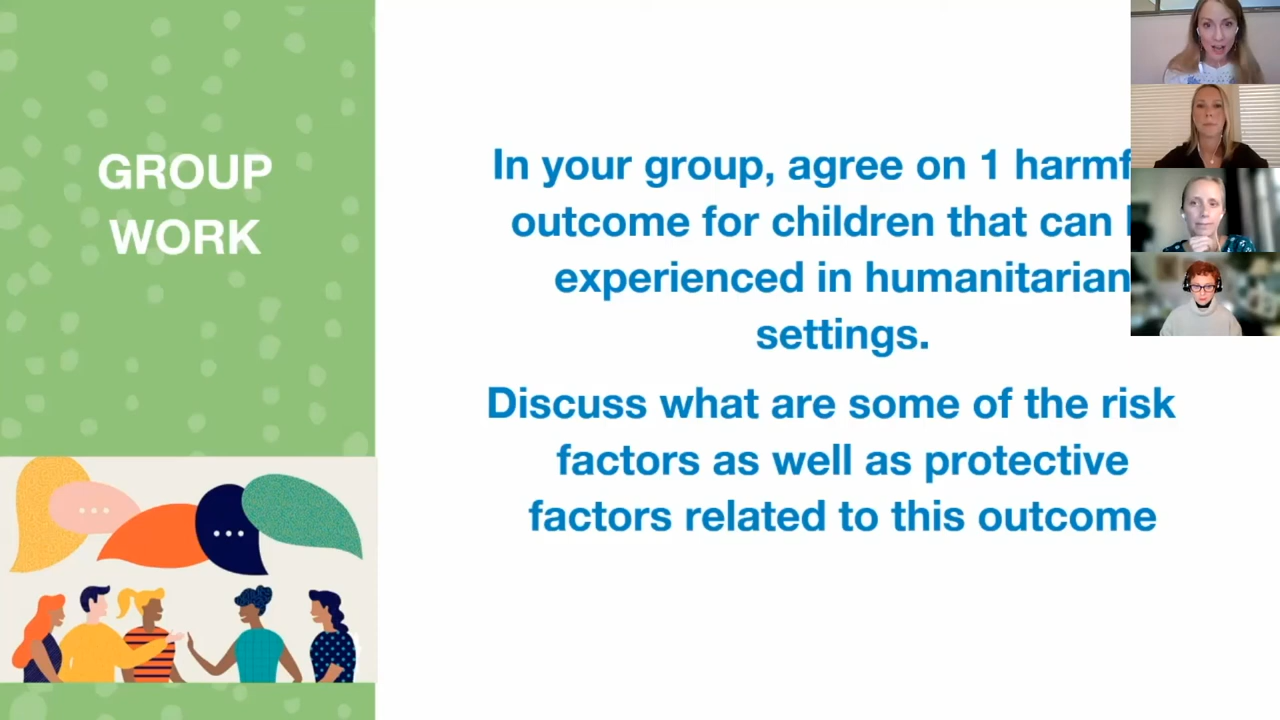 GROUP
WORK
In your group, agree on 1
outcome for children that can
experienced in humanitarian
settings.
Discuss what are some of the risk
factors as well as protective
factors related to this outcome